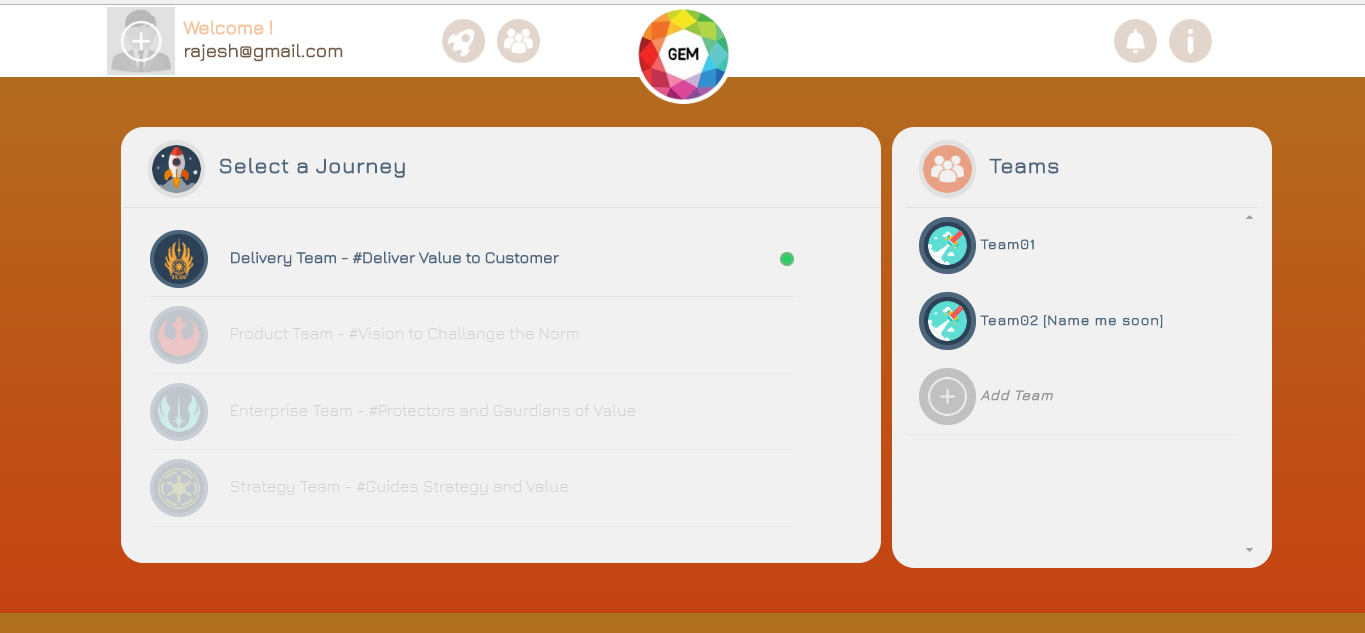 Welcome !
rajesh@gmail.com
GEM
Select a Journey
Delivery Team - #Deliver Value to Customer
Product Team - #Vision to Challange the Norm
Enterprise Team - #Protectors and Gaurdians of Value
Strategy Team - #Guides Strategy and Value
Teams
Team01
Team02 [Name me soon]
Add Team